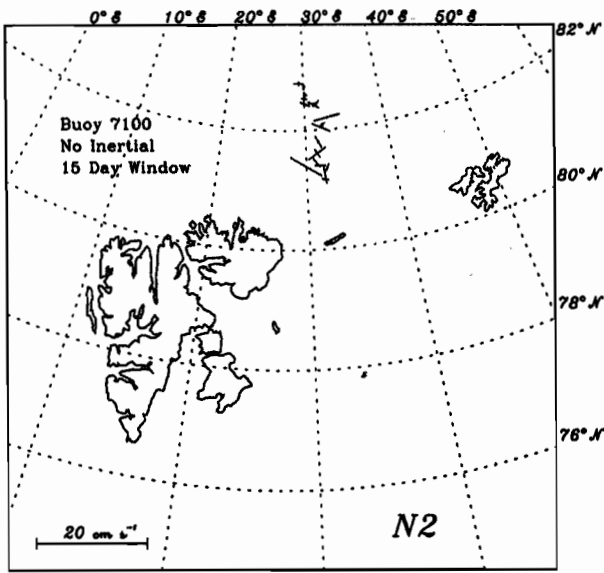 0° E 10° E 20° E 30° E 40° E 50° E
82° N
Buoy 7100
No Inertial
15 Day Window
80° N
78° N
76° N
20 cm s⁻¹
N2